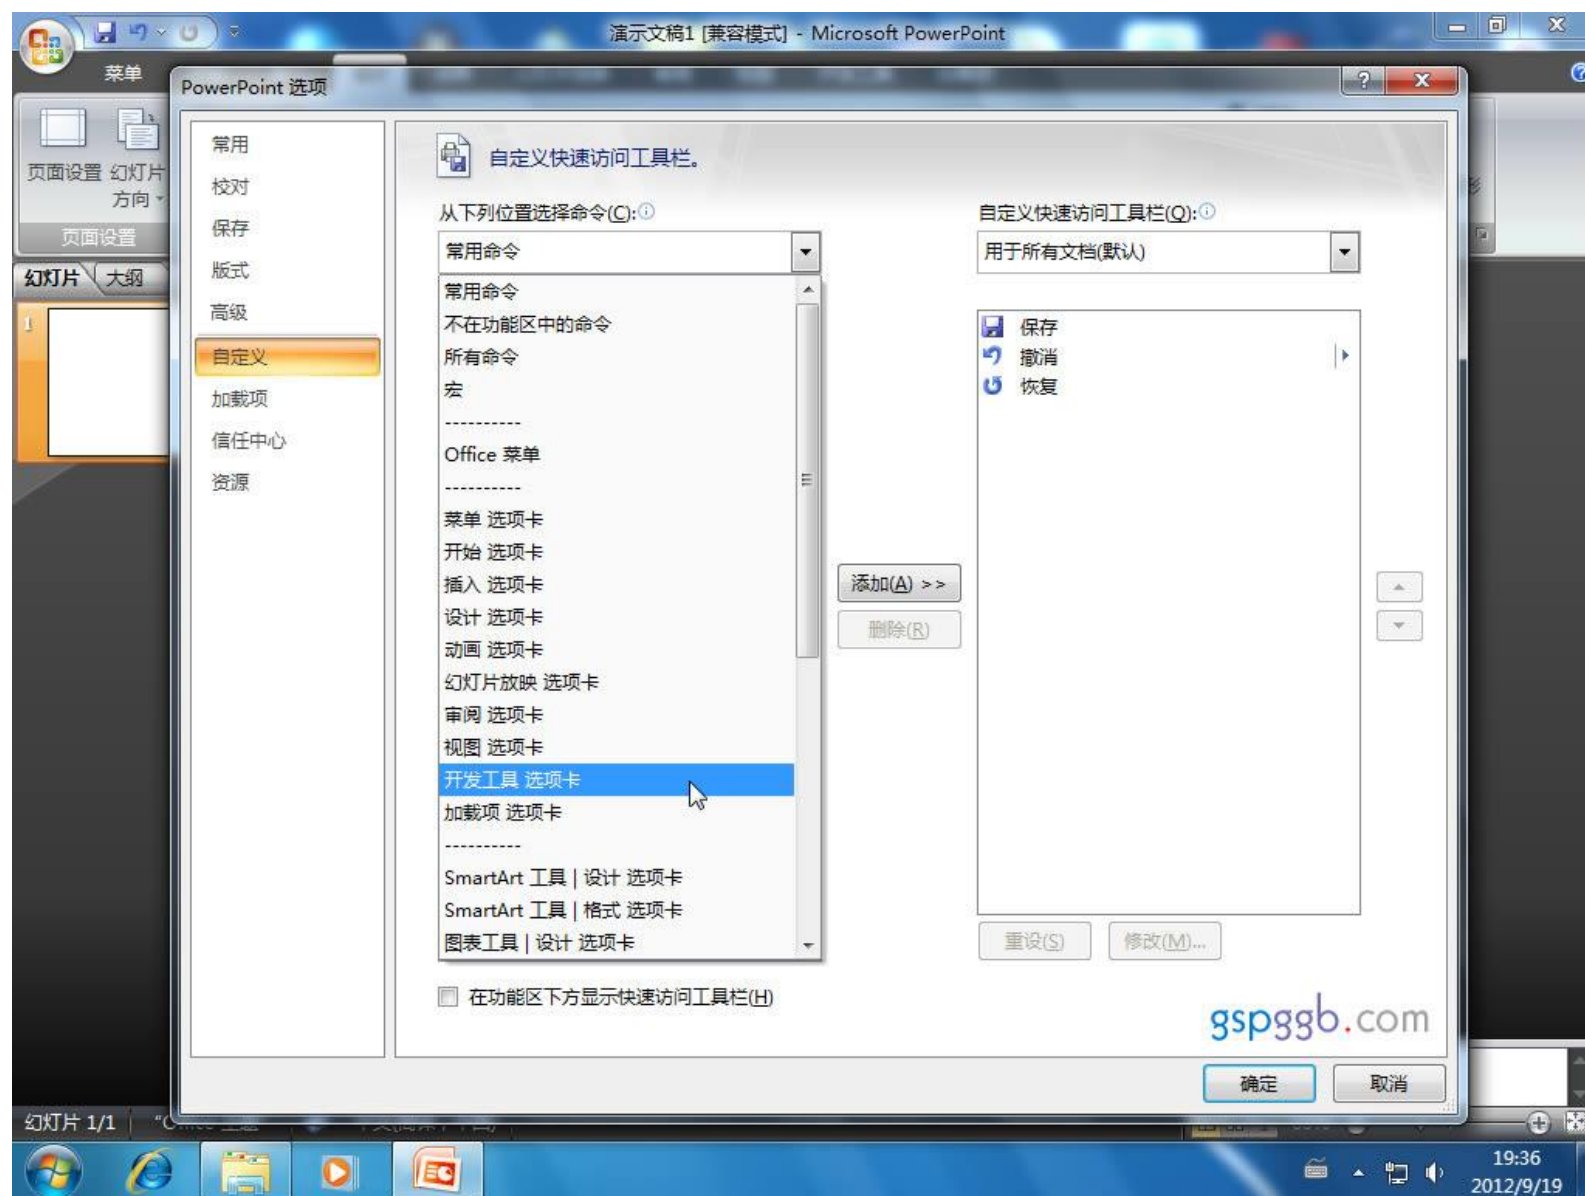 演示文稿1 [兼容模式] - Microsoft PowerPoint
菜单
PowerPoint 选项
页面设置 幻灯片
方向
页面设置
幻灯片 大纲
1
常用
校对
保存
版式
高级
自定义
加载项
信任中心
资源
自定义快速访问工具栏。
从下列位置选择命令(C):
常用命令
常用命令
不在功能区中的命令
所有命令
宏
----------
Office 菜单
----------
菜单 选项卡
开始 选项卡
插入 选项卡
设计 选项卡
动画 选项卡
幻灯片放映 选项卡
审阅 选项卡
视图 选项卡
开发工具 选项卡
加载项 选项卡
----------
SmartArt 工具 | 设计 选项卡
SmartArt 工具 | 格式 选项卡
图表工具 | 设计 选项卡
在功能区下方显示快速访问工具栏(H)
添加(A) >>
删除(R)
自定义快速访问工具栏(Q):
用于所有文档(默认)
保存
撤消
恢复
重设(S) 修改(M)...
gspggb.com
确定 取消
幻灯片 1/1
19:36
2012/9/19